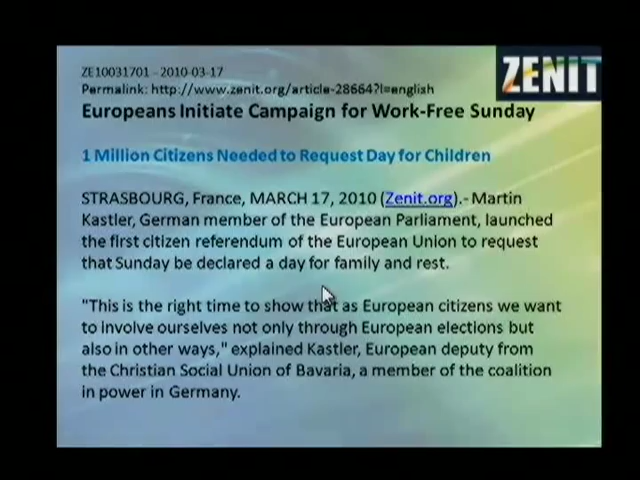 ZE10031701 - 2010-03-17
Permalink: http://www.zenit.org/article-28664?l=english
Europeans Initiate Campaign for Work-Free Sunday
ZENIT
1 Million Citizens Needed to Request Day for Children
STRASBOURG, France, MARCH 17, 2010 (Zenit.org).- Martin
Kastler, German member of the European Parliament, launched
the first citizen referendum of the European Union to request
that Sunday be declared a day for family and rest.
"This is the right time to show that as European citizens we want
to involve ourselves not only through European elections but
also in other ways," explained Kastler, European deputy from
the Christian Social Union of Bavaria, a member of the coalition
in power in Germany.